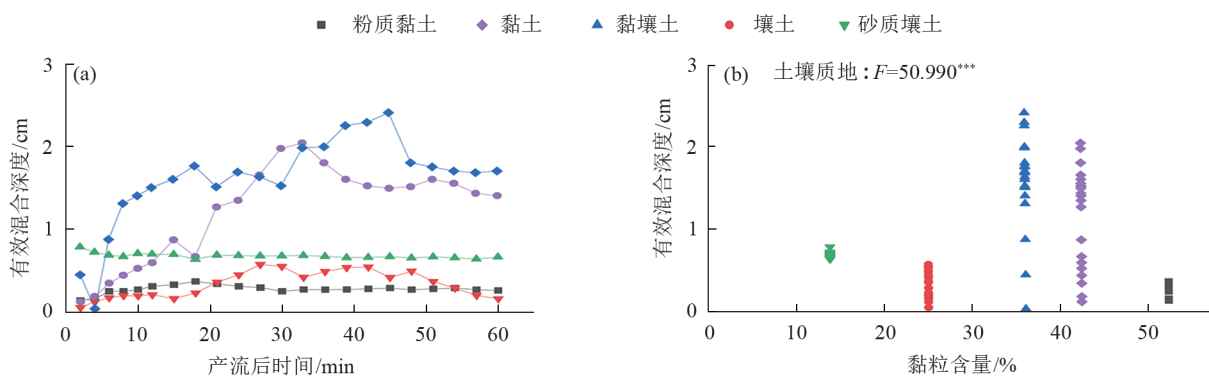 粉质黏土 黏土 黏壤土 壤土 砂质壤土
(a)
有效混合深度/cm
3
2
1
0
0 10 20 30 40 50 60
产流后时间/min
(b) 土壤质地：F=50.990***
有效混合深度/cm
3
2
1
0
0 10 20 30 40 50
黏粒含量/%